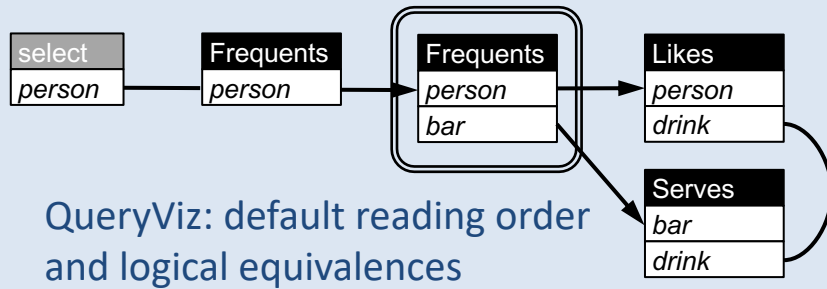 select
person
Frequents
person
Frequents
person
bar
Likes
person
drink
Serves
bar
drink
QueryViz: default reading order
and logical equivalences